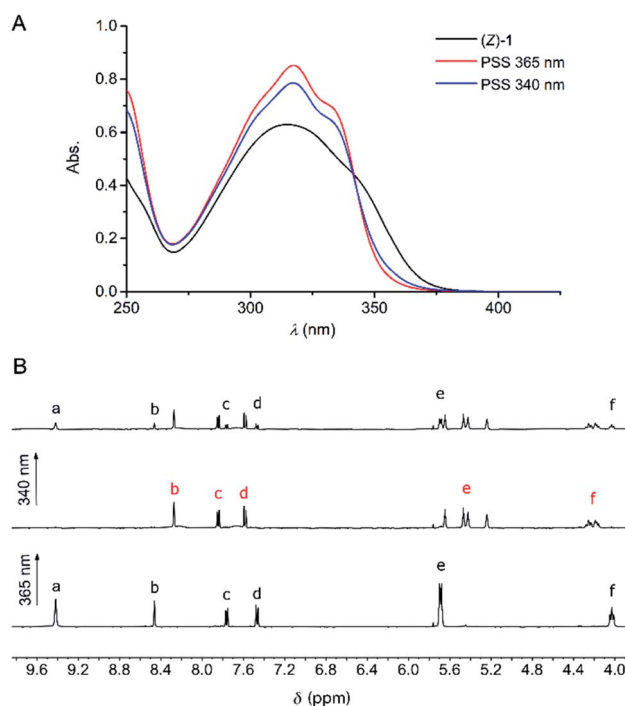 A
1.0
0.8
0.6
0.4
0.2
0.0
Abs.
(Z)-1
PSS 365 nm
PSS 340 nm
250 300 350 400
λ (nm)
B
a b c d e f
340 nm
b c d e f
365 nm
a b c d e f
9.6 9.2 8.8 8.4 8.0 7.6 7.2 6.8 6.4 6.0 5.6 5.2 4.8 4.4 4.0
δ (ppm)